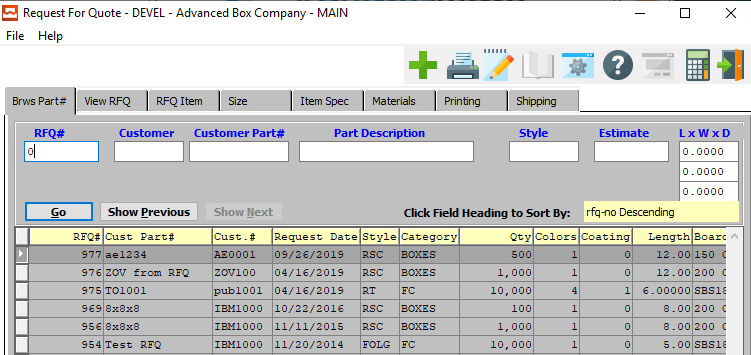 Request For Quote - DEVEL - Advanced Box Company - MAIN
File Help
Brws Part# View RFQ RFQ Item Size Item Spec Materials Printing Shipping
RFQ# Customer Customer Part# Part Description Style Estimate L x W x D
0 0.0000
0.0000
0.0000
Go Show Previous Show Next Click Field Heading to Sort By: rfq-no Descending
RFQ# Cust Part# Cust.# Request Date Style Category Qty Colors Coating Length Board
977 ae1234 AE0001 09/26/2019 RSC BOXES 500 1 0 12.00 150 C
976 ZOV from RFQ ZOV100 04/16/2019 RSC BOXES 1,000 1 0 12.00 200 C
975 TO1001 pub1001 04/16/2019 RT FC 10,000 4 1 6.00000 SBS18
969 8x8x8 IBM1000 10/22/2016 RSC BOXES 100 1 0 8.00 200 C
956 8x8x8 IBM1000 11/11/2015 RSC BOXES 1,000 1 0 8.00 200 C
954 Test RFQ IBM1000 11/20/2014 FOLG FC 10,000 1 0 5.00 SBS18